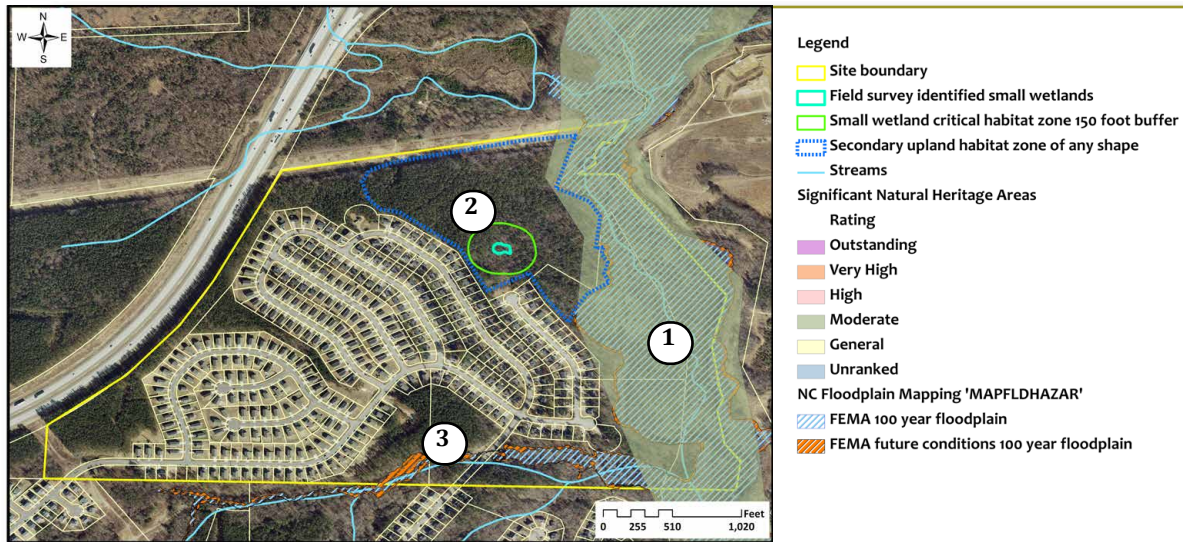 N
W E
S
2
1
3
Feet
0 255 510 1,020
Legend
Site boundary
Field survey identified small wetlands
Small wetland critical habitat zone 150 foot buffer
Secondary upland habitat zone of any shape
Streams
Significant Natural Heritage Areas
Rating
Outstanding
Very High
High
Moderate
General
Unranked
NC Floodplain Mapping 'MAPFLDHAZAR'
FEMA 100 year floodplain
FEMA future conditions 100 year floodplain